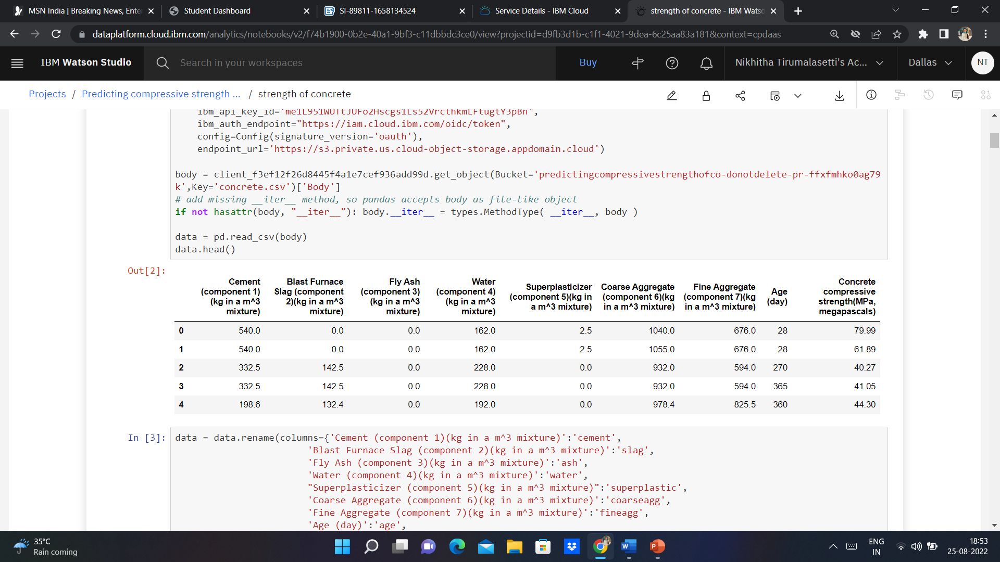 MSN India | Breaking News, Enter
Student Dashboard
SI-89811-1658134524
Service Details - IBM Cloud
strength of concrete - IBM Watso
dataplatform.cloud.ibm.com/analytics/notebooks/v2/f74b1900-0b2e-40a1-9bf3-c11dbbdc3ce0/view?projectid=d9fb3d1b-c1f1-4021-9dea-6c25aa83a181&context=cpdaas
IBM Watson Studio
Search in your workspaces
Buy
Nikhitha Tirumalasetti's Ac...
Dallas
NT
Projects / Predicting compressive strength ... / strength of concrete
ibm_auth_endpoint="https://iam.cloud.ibm.com/oidc/token",
config=Config(signature_version='oauth'),
endpoint_url='https://s3.private.us.cloud-object-storage.appdomain.cloud')
body = client_f3ef12f26d8445f4a1e7cef936add99d.get_object(Bucket='predictingcompressivestrengthofco-donotdelete-pr-ffxfmhko0ag79
k',Key='concrete.csv')['Body']
# add missing __iter__ method, so pandas accepts body as file-like object
if not hasattr(body, "__iter__"): body.__iter__ = types.MethodType( __iter__, body )
data = pd.read_csv(body)
data.head()
Out[2]:
Cement (component 1) (kg in a m^3 mixture)
Blast Furnace Slag (component 2)(kg in a m^3 mixture)
Fly Ash (component 3) (kg in a m^3 mixture)
Water (component 4) (kg in a m^3 mixture)
Superplasticizer (component 5)(kg in a m^3 mixture)
Coarse Aggregate (component 6)(kg in a m^3 mixture)
Fine Aggregate (component 7)(kg in a m^3 mixture)
Age (day)
Concrete compressive strength(MPa, megapascals)
0 540.0 0.0 0.0 162.0 2.5 1040.0 676.0 28 79.99
1 540.0 0.0 0.0 162.0 2.5 1055.0 676.0 28 61.89
2 332.5 142.5 0.0 228.0 0.0 932.0 594.0 270 40.27
3 332.5 142.5 0.0 228.0 0.0 932.0 594.0 365 41.05
4 198.6 132.4 0.0 192.0 0.0 978.4 825.5 360 44.30
In [3]: data = data.rename(columns={'Cement (component 1)(kg in a m^3 mixture)':'cement',
'Blast Furnace Slag (component 2)(kg in a m^3 mixture)':'slag',
'Fly Ash (component 3)(kg in a m^3 mixture)':'ash',
'Water (component 4)(kg in a m^3 mixture)':'water',
"Superplasticizer (component 5)(kg in a m^3 mixture)":'superplastic',
'Coarse Aggregate (component 6)(kg in a m^3 mixture)':'coarseagg',
'Fine Aggregate (component 7)(kg in a m^3 mixture)':'fineagg',
'Age (day)':'age',
35°C
Rain coming
ENG
IN
18:53
25-08-2022